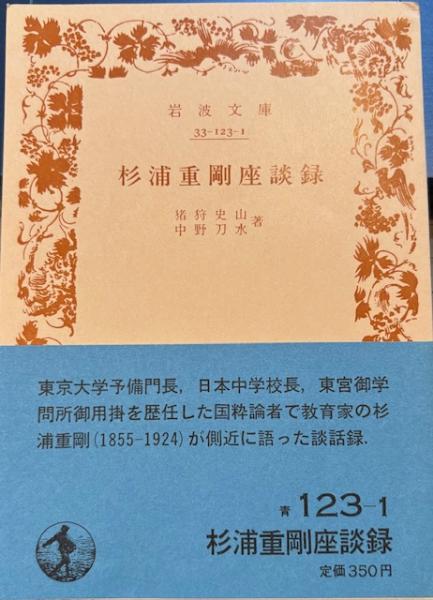 岩波文庫
33-123-1
杉浦重剛座談録
猪狩史山
中野刀水
著
東京大学予備門長，日本中学校長，東宮御学
問所御用掛を歴任した国粋論者で教育家の杉
浦重剛(1855-1924)が側近に語った談話録．
青 123-1
杉浦重剛座談録
定価350円